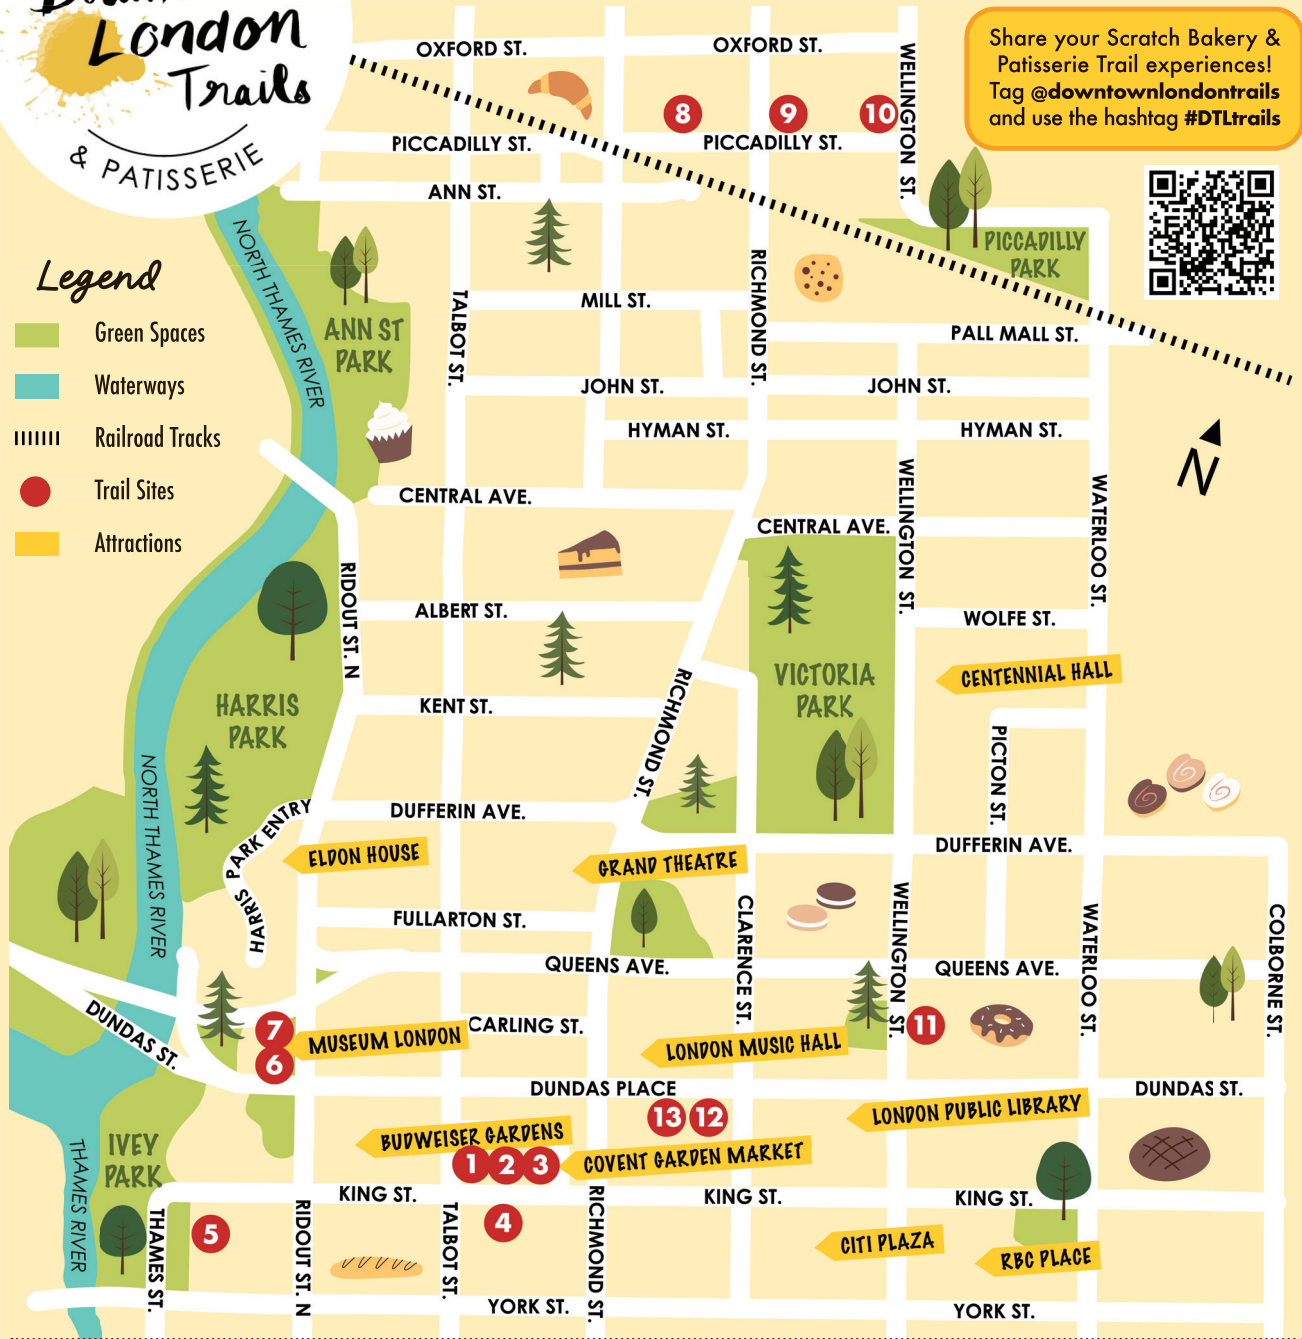 London
Trails
& PATISSERIE
Share your Scratch Bakery &
Patisserie Trail experiences!
Tag @downtownlondontrails
and use the hashtag #DTLtrails
OXFORD ST.
OXFORD ST.
WELLINGTON ST.
8
9
10
PICCADILLY ST.
PICCADILLY ST.
ANN ST.
NORTH THAMES RIVER
PICCADILLY
PARK
Legend
Green Spaces
Waterways
Railroad Tracks
Trail Sites
Attractions
ANN ST
PARK
TALBOT ST.
MILL ST.
RICHMOND ST.
PALL MALL ST.
JOHN ST.
JOHN ST.
HYMAN ST.
HYMAN ST.
N
CENTRAL AVE.
CENTRAL AVE.
WELLINGTON ST.
WATERLOO ST.
RIDOUT ST. N
ALBERT ST.
WOLFE ST.
CENTENNIAL HALL
VICTORIA
PARK
HARRIS
PARK
KENT ST.
RICHMOND ST.
PICTON ST.
NORTH THAMES RIVER
DUFFERIN AVE.
DUFFERIN AVE.
HARRIS PARK ENTRY
ELDON HOUSE
GRAND THEATRE
FULLARTON ST.
CLARENCE ST.
WELLINGTON ST.
WATERLOO ST.
COLBORNE ST.
QUEENS AVE.
QUEENS AVE.
DUNDAS ST.
7
6
MUSEUM LONDON
CARLING ST.
LONDON MUSIC HALL
11
DUNDAS PLACE
DUNDAS ST.
13
12
LONDON PUBLIC LIBRARY
BUDWEISER GARDENS
1
2
3
COVENT GARDEN MARKET
IVEY
PARK
THAMES RIVER
KING ST.
KING ST.
KING ST.
THAMES ST.
5
RIDOUT ST. N
TALBOT ST.
4
RICHMOND ST.
CITI PLAZA
RBC PLACE
YORK ST.
YORK ST.